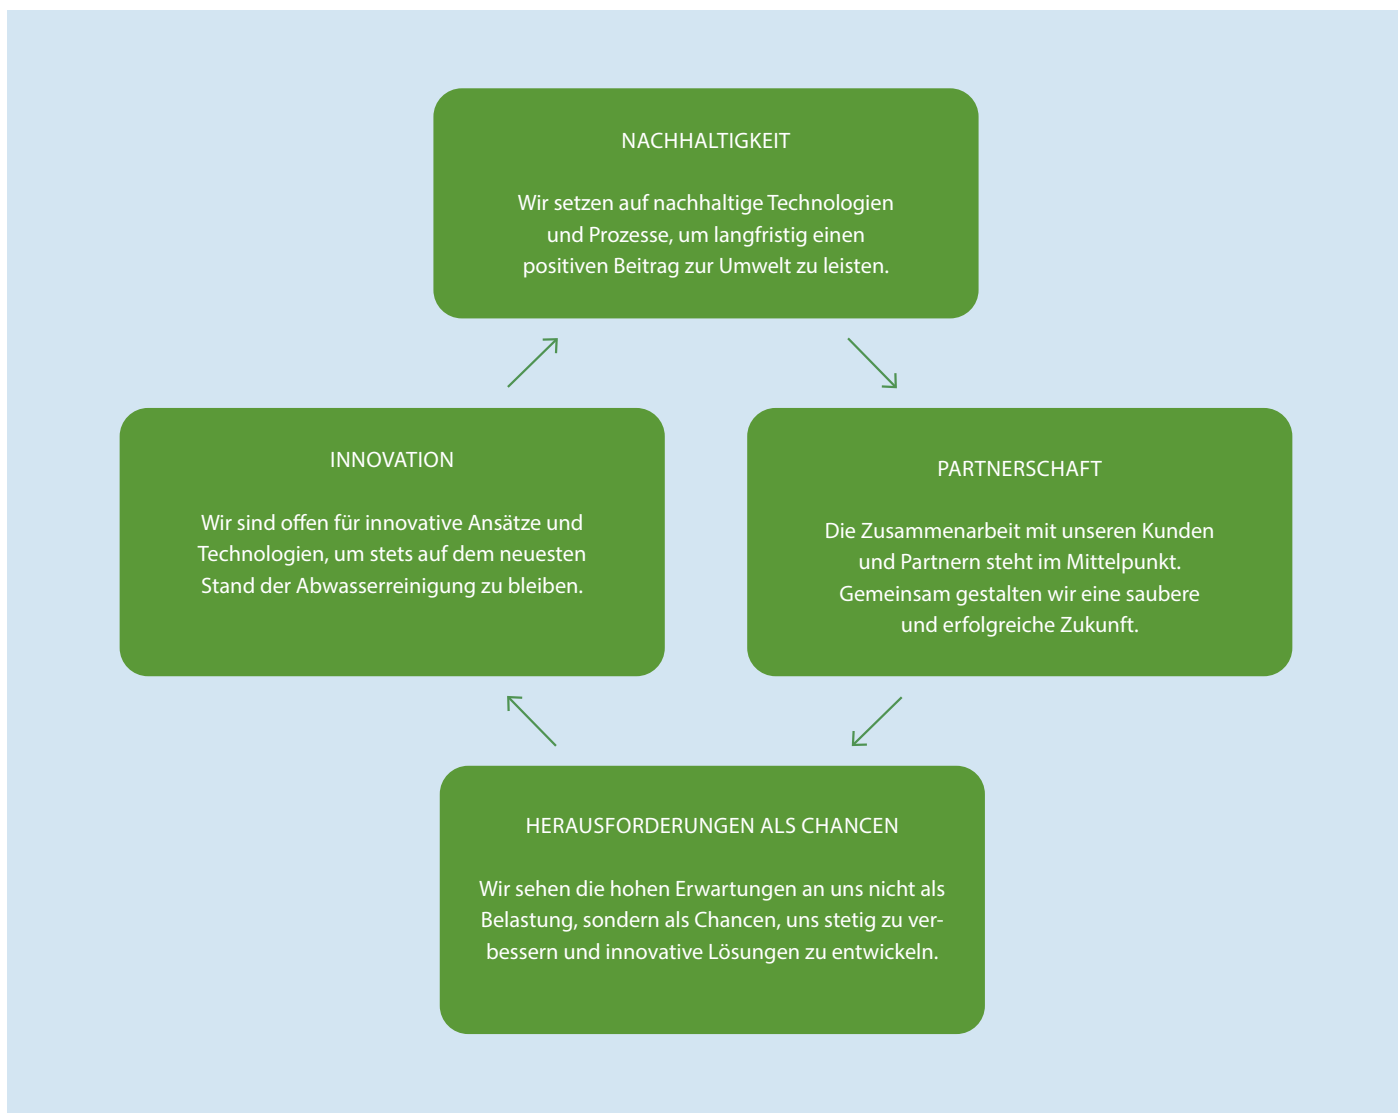 NACHHALTIGKEIT
Wir setzen auf nachhaltige Technologien
und Prozesse, um langfristig einen
positiven Beitrag zur Umwelt zu leisten.
INNOVATION
Wir sind offen für innovative Ansätze und
Technologien, um stets auf dem neuesten
Stand der Abwasserreinigung zu bleiben.
PARTNERSCHAFT
Die Zusammenarbeit mit unseren Kunden
und Partnern steht im Mittelpunkt.
Gemeinsam gestalten wir eine saubere
und erfolgreiche Zukunft.
HERAUSFORDERUNGEN ALS CHANCEN
Wir sehen die hohen Erwartungen an uns nicht als
Belastung, sondern als Chancen, uns stetig zu ver-
bessern und innovative Lösungen zu entwickeln.